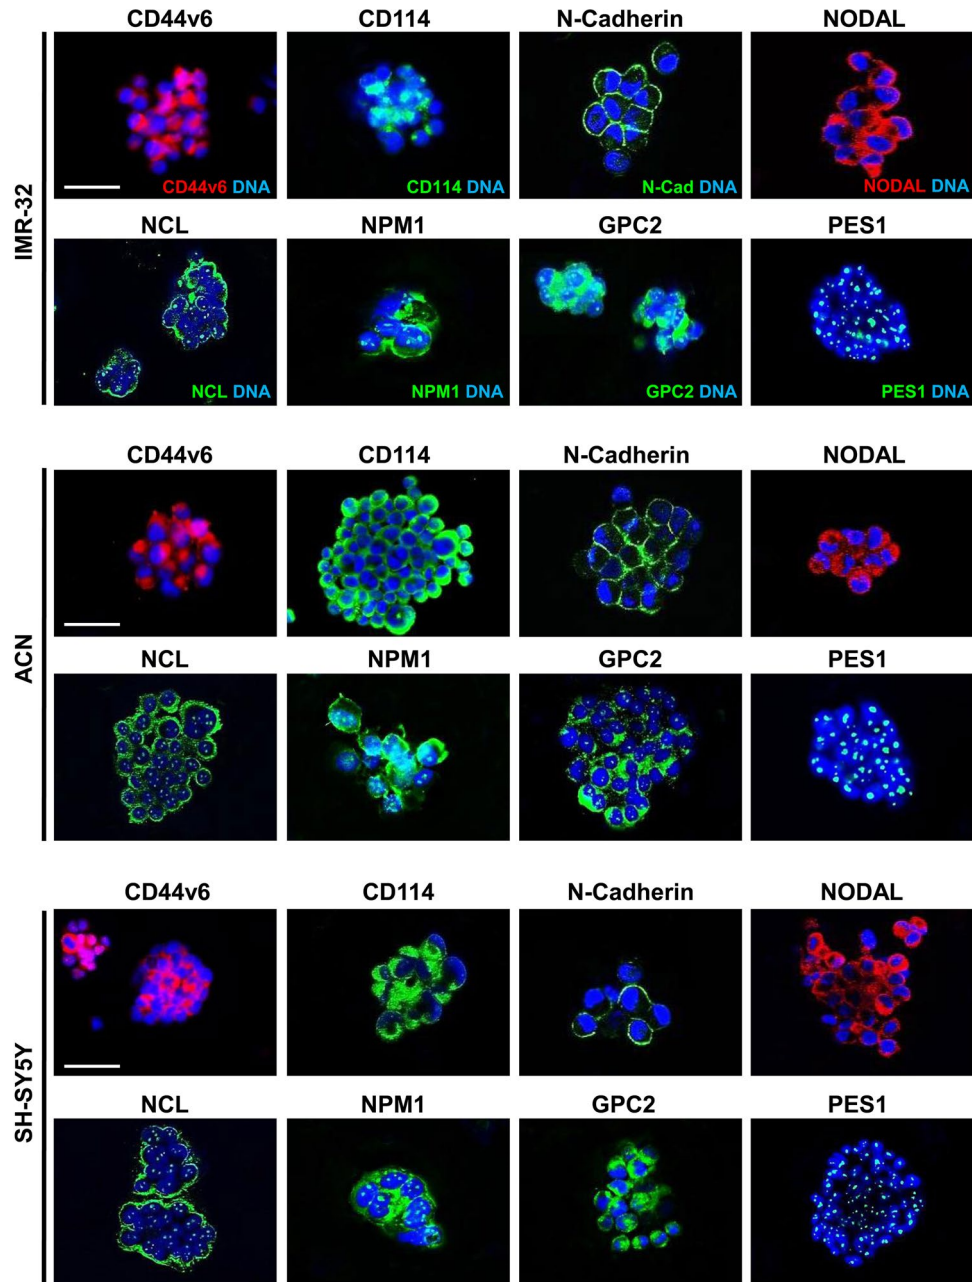 CD44v6 CD114 N-Cadherin NODAL
IMR-32
CD44v6 DNA CD114 DNA N-Cad DNA NODAL DNA
NCL NPM1 GPC2 PES1
NCL DNA NPM1 DNA GPC2 DNA PES1 DNA
CD44v6 CD114 N-Cadherin NODAL
ACN
NCL NPM1 GPC2 PES1
CD44v6 CD114 N-Cadherin NODAL
SH-SY5Y
NCL NPM1 GPC2 PES1